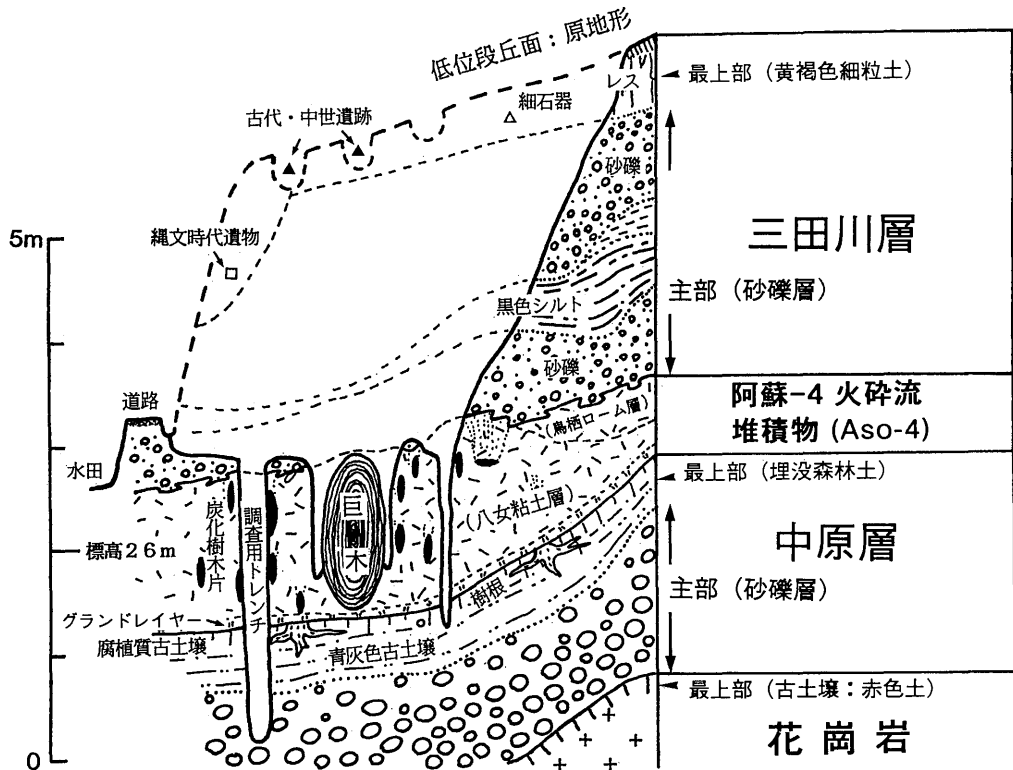 低位段丘面：原地形
レス
最上部（黄褐色細粒土）
細石器
古代・中世遺跡
砂礫
5m
縄文時代遺物
三田川層
主部（砂礫層）
黒色シルト
砂礫
阿蘇-4 火砕流
堆積物 (Aso-4)
道路
（鳥栖ローム層）
水田
最上部（埋没森林土）
巨木
（八女粘土層）
炭化樹木片
調査用トレンチ
中原層
標高26m
主部（砂礫層）
樹根
グランドレイヤー
腐植質古土壌
青灰色古土壌
最上部（古土壌：赤色土）
花崗岩
0